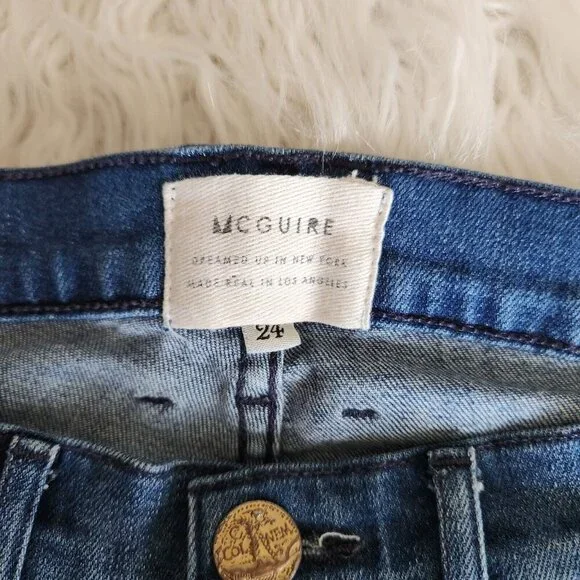 MCGUIRE
DREAMED UP IN NEW YORK
MADE REAL IN LOS ANGELES
24